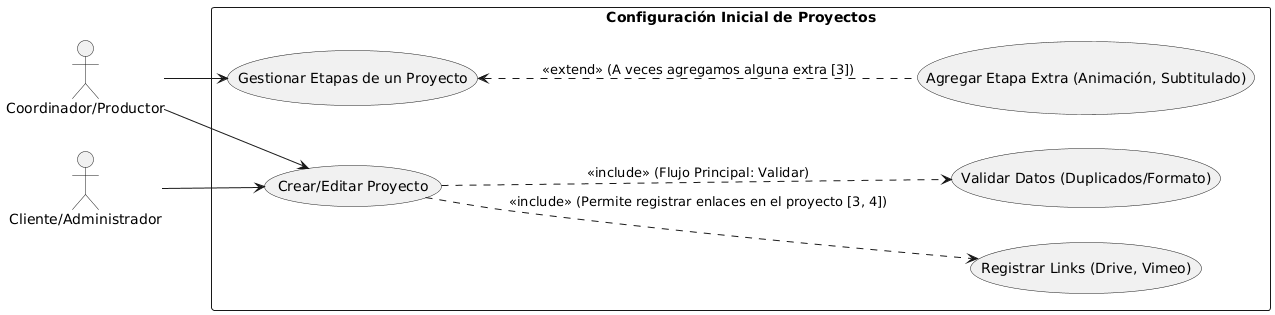 Configuración Inicial de Proyectos
Coordinador/Productor
Gestionar Etapas de un Proyecto
«extend» (A veces agregamos alguna extra [3])
Agregar Etapa Extra (Animación, Subtitulado)
Cliente/Administrador
Crear/Editar Proyecto
«include» (Flujo Principal: Validar)
Validar Datos (Duplicados/Formato)
«include» (Permite registrar enlaces en el proyecto [3, 4])
Registrar Links (Drive, Vimeo)